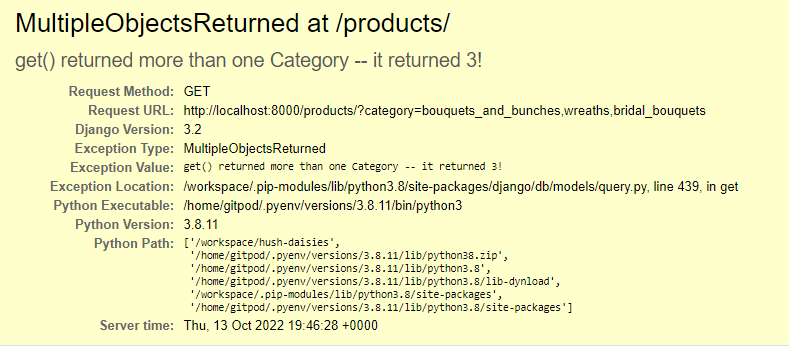 MultipleObjectsReturned at /products/
get() returned more than one Category -- it returned 3!
Request Method: GET
Request URL: http://localhost:8000/products/?category=bouquets_and_bunches,wreaths,bridal_bouquets
Django Version: 3.2
Exception Type: MultipleObjectsReturned
Exception Value: get() returned more than one Category -- it returned 3!
Exception Location: /workspace/.pip-modules/lib/python3.8/site-packages/django/db/models/query.py, line 439, in get
Python Executable: /home/gitpod/.pyenv/versions/3.8.11/bin/python3
Python Version: 3.8.11
Python Path: ['/workspace/hush-daisies',
'/home/gitpod/.pyenv/versions/3.8.11/lib/python38.zip',
'/home/gitpod/.pyenv/versions/3.8.11/lib/python3.8',
'/home/gitpod/.pyenv/versions/3.8.11/lib/python3.8/lib-dynload',
'/workspace/.pip-modules/lib/python3.8/site-packages',
'/home/gitpod/.pyenv/versions/3.8.11/lib/python3.8/site-packages']
Server time: Thu, 13 Oct 2022 19:46:28 +0000